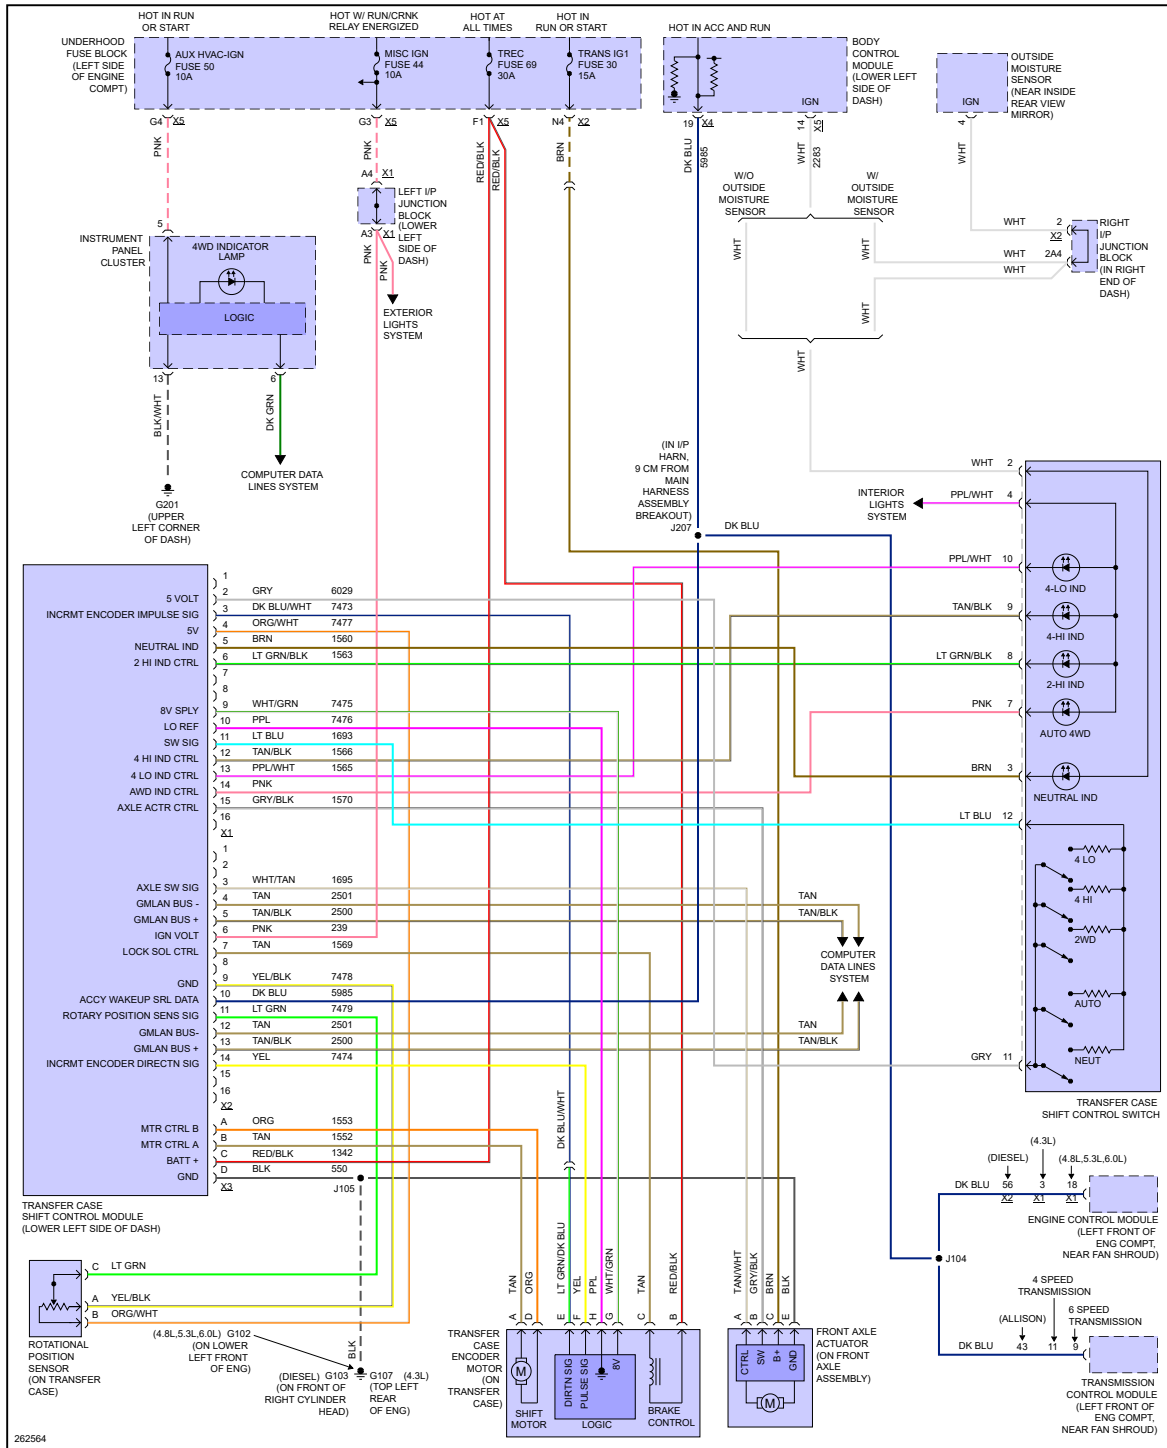 HOT IN RUN
OR START
HOT W/ RUN/CRNK
RELAY ENERGIZED
HOT AT
ALL TIMES
HOT IN
RUN OR START
HOT IN ACC AND RUN
UNDERHOOD
FUSE BLOCK
(LEFT SIDE
OF ENGINE
COMPT)
AUX HVAC-IGN
FUSE 50
10A
MISC IGN
FUSE 44
10A
TREC
FUSE 69
30A
TRANS IG1
FUSE 30
15A
IGN
BODY
CONTROL
MODULE
(LOWER LEFT
SIDE OF
DASH)
IGN
OUTSIDE
MOISTURE
SENSOR
(NEAR INSIDE
REAR VIEW
MIRROR)
G4 X5
G3 X5
F1 X5
N4 X2
19 X4
14 X5
4
PNK
PNK
RED/BLK
RED/BLK
BRN
DK BLU
5985
WHT
2283
WHT
A4 X1
LEFT I/P
JUNCTION
BLOCK
(LOWER
LEFT
SIDE OF
DASH)
A3 X1
PNK
PNK
EXTERIOR
LIGHTS
SYSTEM
W/O
OUTSIDE
MOISTURE
SENSOR
W/
OUTSIDE
MOISTURE
SENSOR
WHT
WHT
WHT
WHT
WHT 2
X2
WHT 2A4
WHT
RIGHT
I/P
JUNCTION
BLOCK
(IN RIGHT
END OF
DASH)
5
INSTRUMENT
PANEL
CLUSTER
4WD INDICATOR
LAMP
LOGIC
13
6
BLK/WHT
DK GRN
G201
(UPPER
LEFT CORNER
OF DASH)
COMPUTER DATA
LINES SYSTEM
(IN I/P
HARN,
9 CM FROM
MAIN
HARNESS
ASSEMBLY
BREAKOUT)
J207
DK BLU
INTERIOR
LIGHTS
SYSTEM
WHT 2
PPL/WHT 4
PPL/WHT 10
4-LO IND
TAN/BLK 9
4-HI IND
LT GRN/BLK 8
2-HI IND
PNK 7
AUTO 4WD
BRN 3
NEUTRAL IND
LT BLU 12
4 LO
4 HI
2WD
AUTO
NEUT
GRY 11
TRANSFER CASE
SHIFT CONTROL SWITCH
1
5 VOLT 2 GRY 6029
INCRMT ENCODER IMPULSE SIG 3 DK BLU/WHT 7473
5V 4 ORG/WHT 7477
NEUTRAL IND 5 BRN 1560
2 HI IND CTRL 6 LT GRN/BLK 1563
7
8
8V SPLY 9 WHT/GRN 7475
LO REF 10 PPL 7476
SW SIG 11 LT BLU 1693
4 HI IND CTRL 12 TAN/BLK 1566
4 LO IND CTRL 13 PPL/WHT 1565
AWD IND CTRL 14 PNK
AXLE ACTR CTRL 15 GRY/BLK 1570
16
X1
1
2
AXLE SW SIG 3 WHT/TAN 1695
GMLAN BUS - 4 TAN 2501
GMLAN BUS + 5 TAN/BLK 2500
IGN VOLT 6 PNK 239
LOCK SOL CTRL 7 TAN 1569
8
GND 9 YEL/BLK 7478
ACCY WAKEUP SRL DATA 10 DK BLU 5985
ROTARY POSITION SENS SIG 11 LT GRN 7479
GMLAN BUS- 12 TAN 2501
GMLAN BUS + 13 TAN/BLK 2500
INCRMT ENCODER DIRECTN SIG 14 YEL 7474
15
16
X2
MTR CTRL B A ORG 1553
MTR CTRL A B TAN 1552
BATT + C RED/BLK 1342
GND D BLK 550
X3
TRANSFER CASE
SHIFT CONTROL MODULE
(LOWER LEFT SIDE OF DASH)
J105
TAN
TAN/BLK
COMPUTER
DATA LINES
SYSTEM
TAN
TAN/BLK
DK BLU/WHT
C LT GRN
A YEL/BLK
B ORG/WHT
ROTATIONAL
POSITION
SENSOR
(ON TRANSFER
CASE)
(4.8L,5.3L,6.0L) G102
(ON LOWER
LEFT FRONT
OF ENG)
(DIESEL) G103
(ON FRONT OF
RIGHT CYLINDER
HEAD)
BLK
G107 (4.3L)
(TOP LEFT
REAR
OF ENG)
TAN
ORG
LT GRN/DK BLU
YEL
PPL
WHT/GRN
TAN
RED/BLK
A
D
E
F
H
G
C
B
TRANSFER
CASE
ENCODER
MOTOR
(ON
TRANSFER
CASE)
M
SHIFT
MOTOR
DIRTN SIG
PULSE SIG
8V
LOGIC
BRAKE
CONTROL
TAN/WHT
GRY/BLK
BRN
BLK
A
B
C
E
CTRL
SW
B+
GND
M
FRONT AXLE
ACTUATOR
(ON FRONT
AXLE
ASSEMBLY)
(4.3L)
(DIESEL)
(4.8L,5.3L,6.0L)
DK BLU 56 3 18
X2 X1 X1
ENGINE CONTROL MODULE
(LEFT FRONT OF
ENG COMPT,
NEAR FAN SHROUD)
J104
4 SPEED
TRANSMISSION
6 SPEED
TRANSMISSION
(ALLISON)
DK BLU 43 11 9
TRANSMISSION
CONTROL MODULE
(LEFT FRONT OF
ENG COMPT,
NEAR FAN SHROUD)
262564